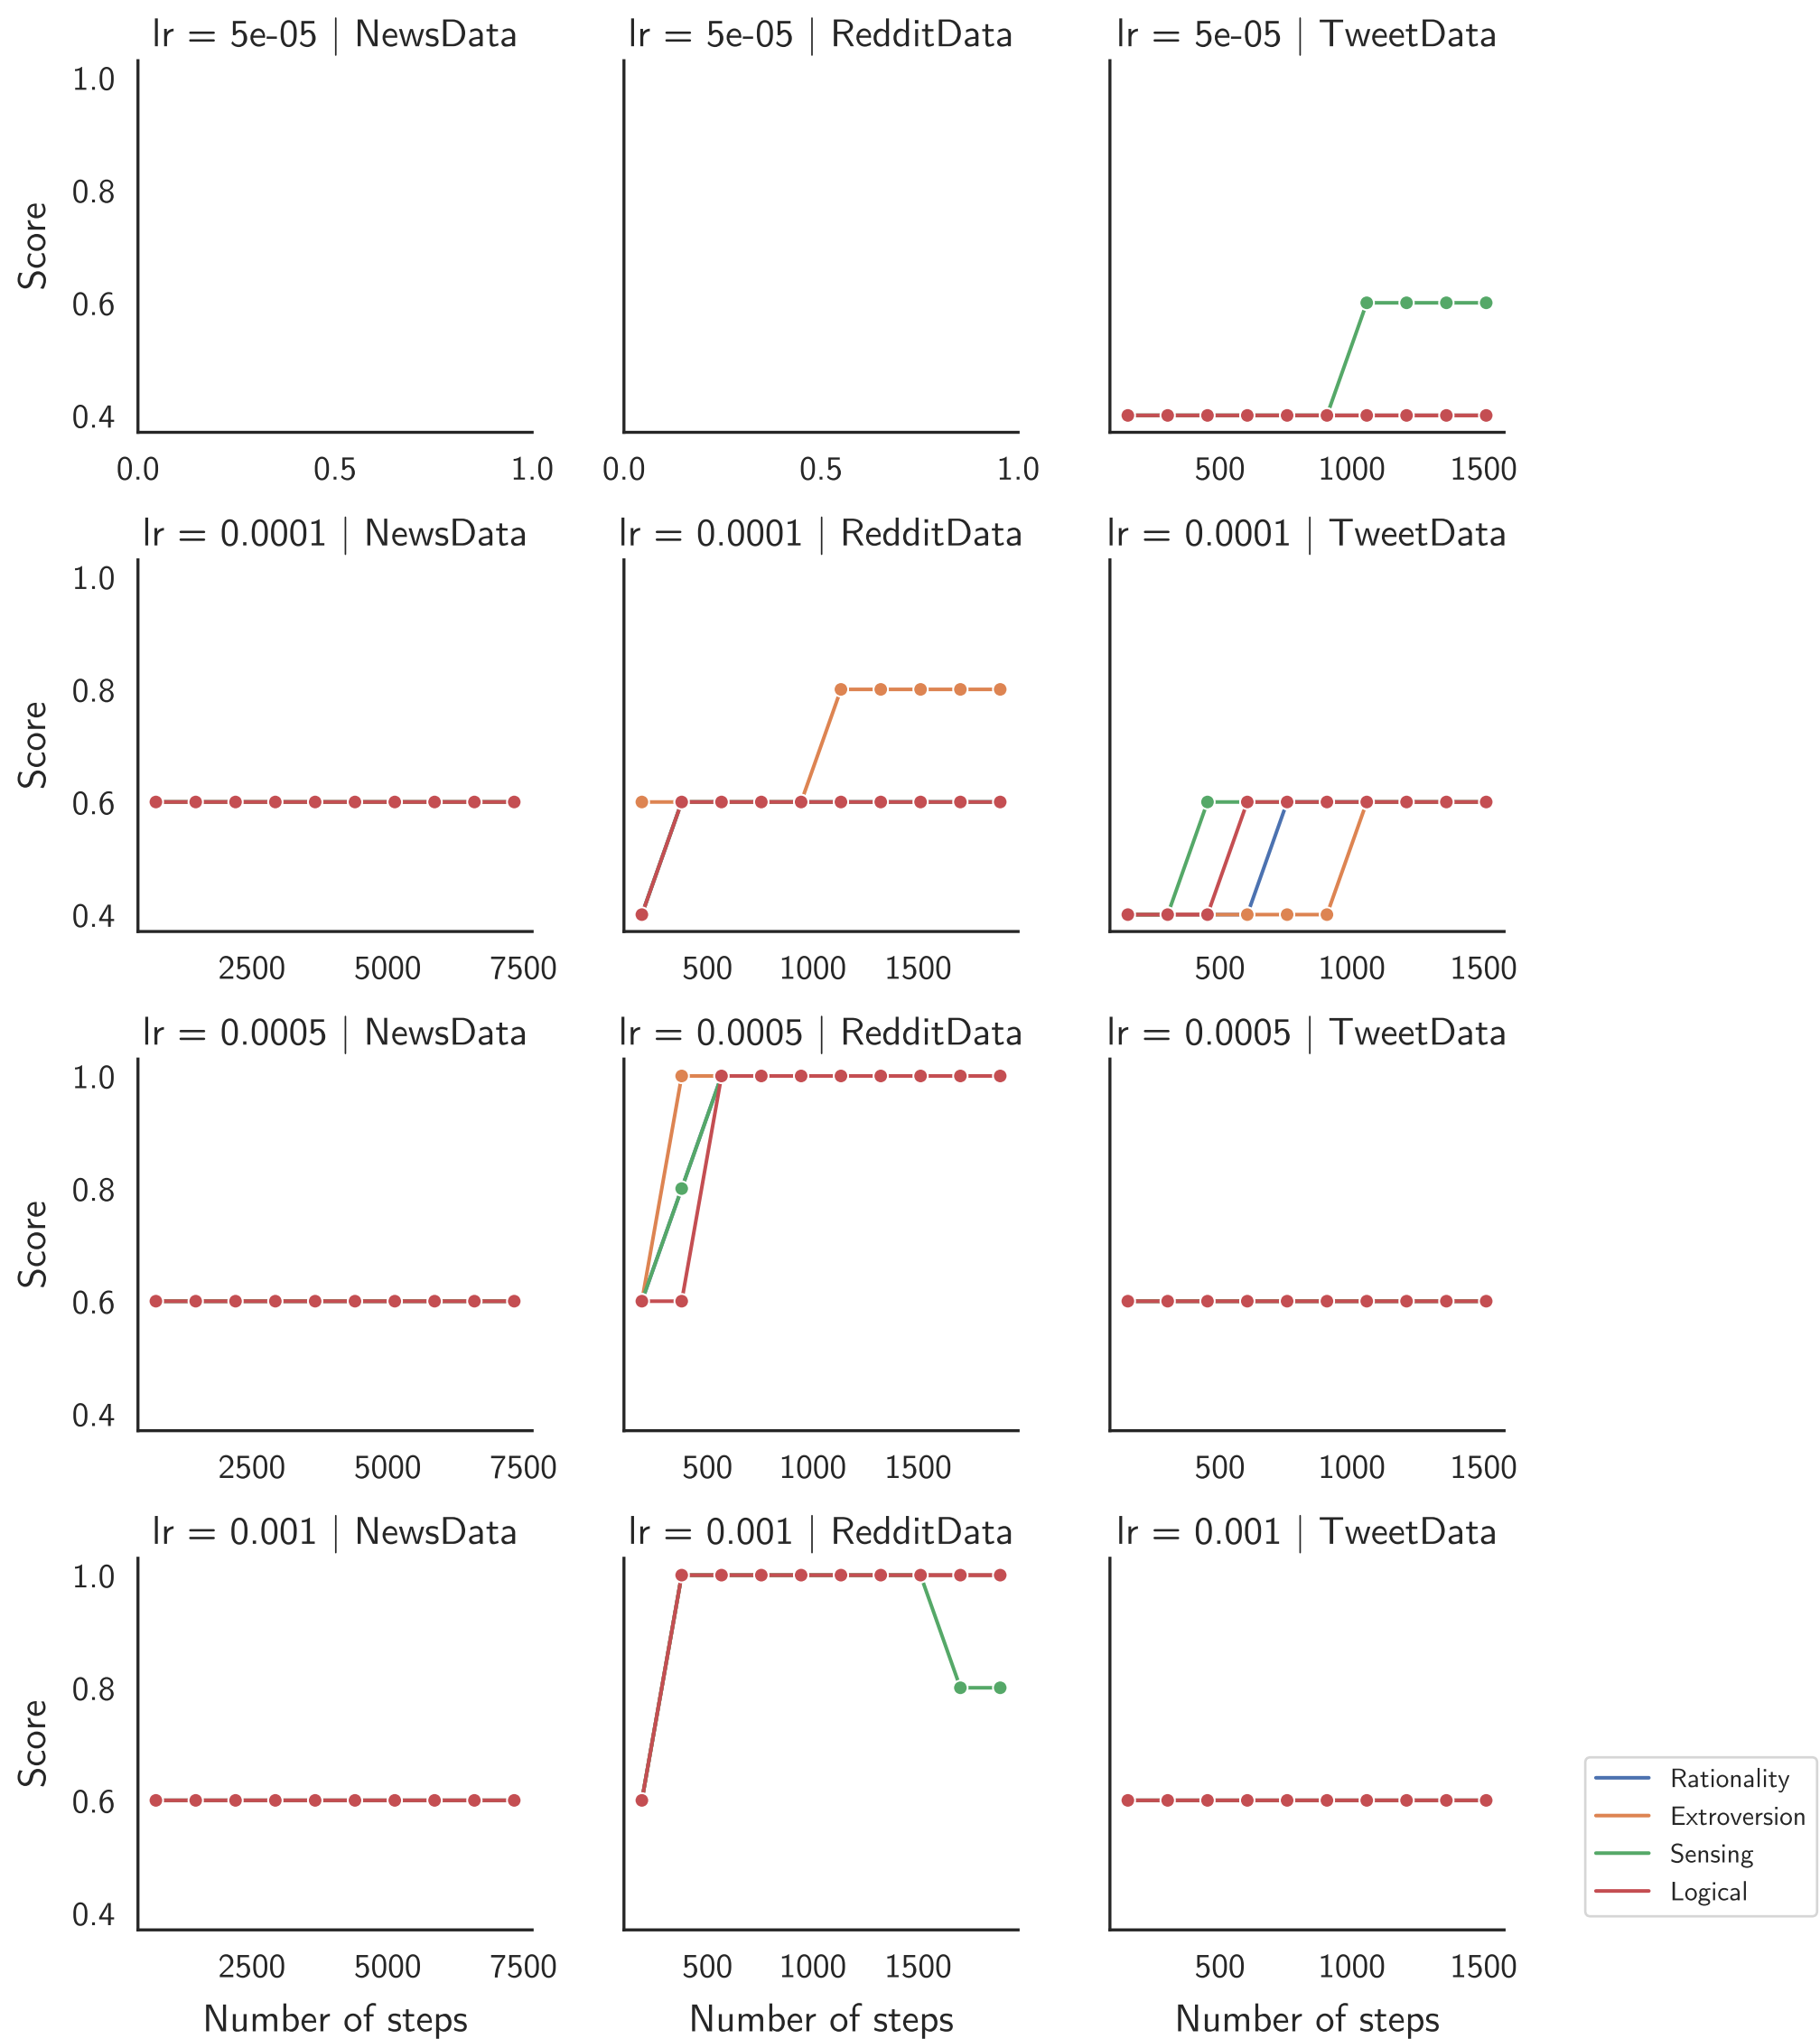 lr = 5e-05 | NewsData
lr = 5e-05 | RedditData
lr = 5e-05 | TweetData
Score
1.0
0.8
0.6
0.4
0.0 0.5 1.0
0.0 0.5 1.0
500 1000 1500
lr = 0.0001 | NewsData
lr = 0.0001 | RedditData
lr = 0.0001 | TweetData
Score
1.0
0.8
0.6
0.4
2500 5000 7500
500 1000 1500
500 1000 1500
lr = 0.0005 | NewsData
lr = 0.0005 | RedditData
lr = 0.0005 | TweetData
Score
1.0
0.8
0.6
0.4
2500 5000 7500
500 1000 1500
500 1000 1500
lr = 0.001 | NewsData
lr = 0.001 | RedditData
lr = 0.001 | TweetData
Score
1.0
0.8
0.6
0.4
2500 5000 7500
500 1000 1500
500 1000 1500
Number of steps
Number of steps
Number of steps
Rationality
Extroversion
Sensing
Logical